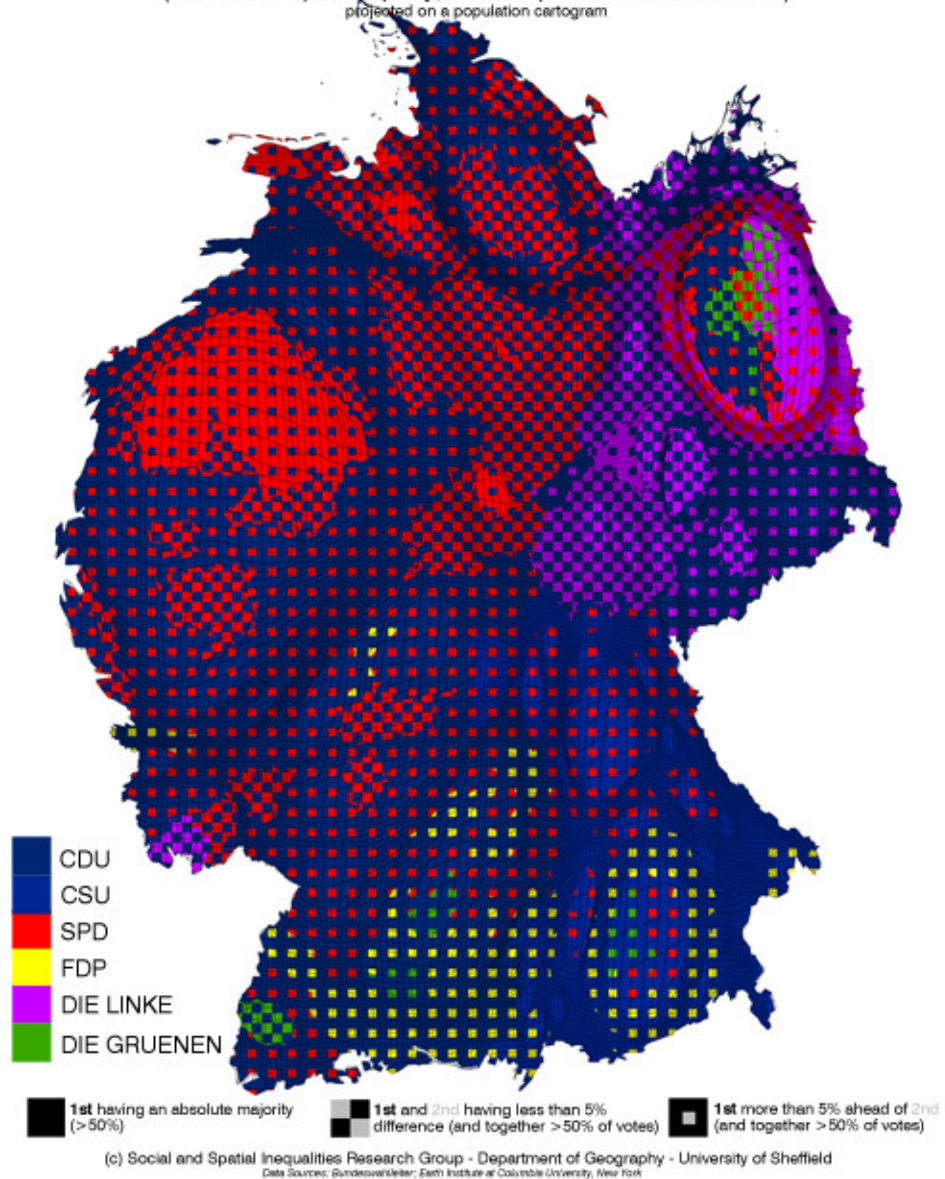 projected on a population cartogram
CDU
CSU
SPD
FDP
DIE LINKE
DIE GRUENEN
1st having an absolute majority
(>50%)
1st and 2nd having less than 5%
difference (and together >50% of votes)
1st more than 5% ahead of 2nd
(and together >50% of votes)
(c) Social and Spatial Inequalities Research Group - Department of Geography - University of Sheffield
Data Sources: Bundeswahlleiter; Earth Institute at Columbia University, New York